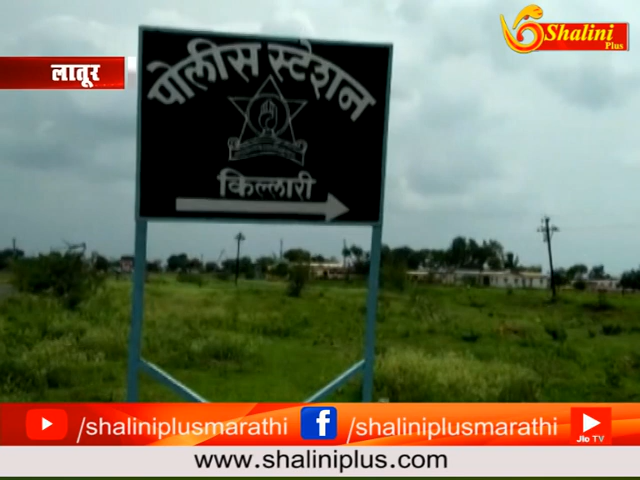 Shalini
Plus
लातूर
पोलीस स्टेशन
किल्लारी
/shaliniplusmarathi
/shaliniplusmarathi
Jio TV
www.shaliniplus.com